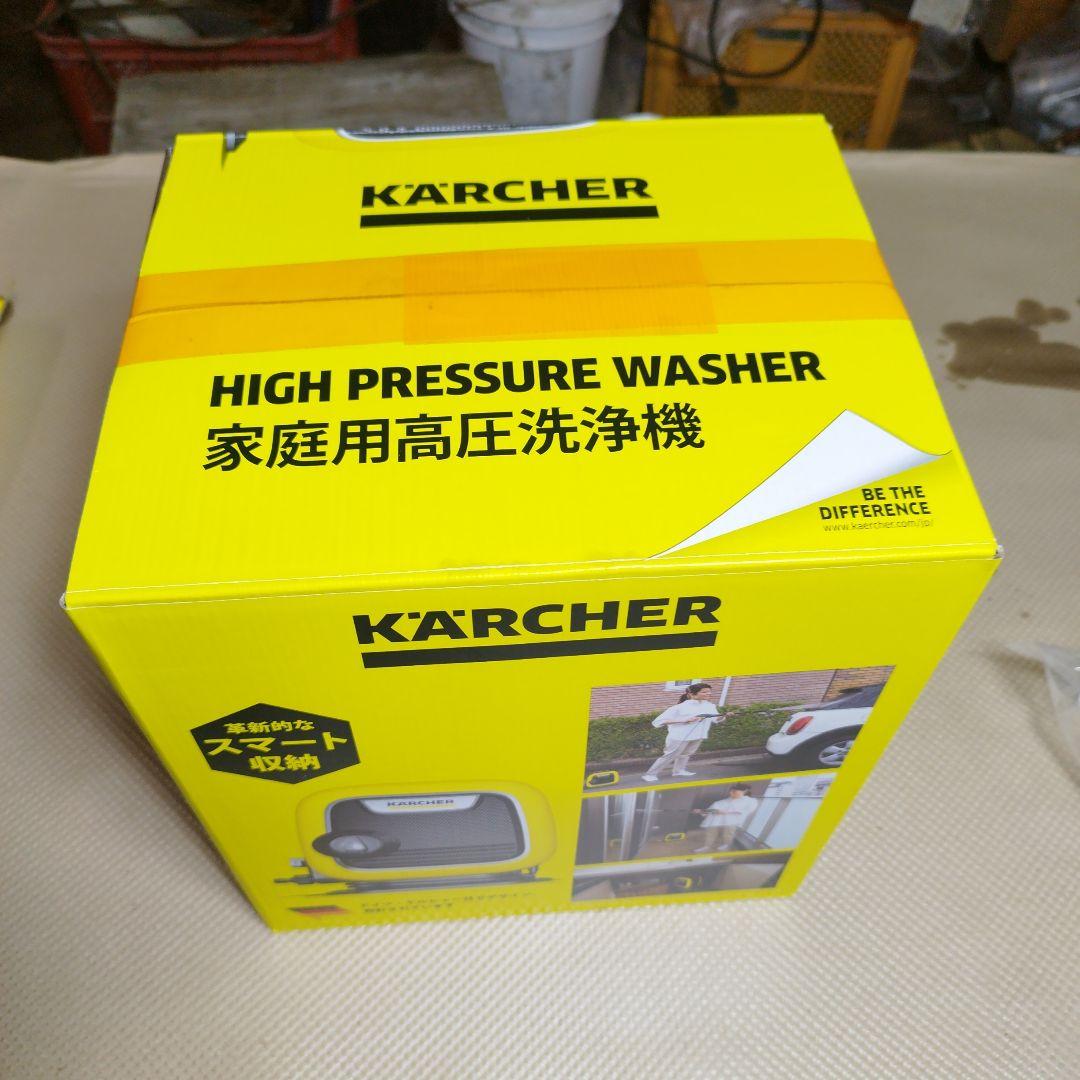 KÄRCHER
HIGH PRESSURE WASHER
家庭用高圧洗浄機
BE THE
DIFFERENCE
www.kaercher.com/jp/
KÄRCHER
革新的な
スマート
収納
KÄRCHER